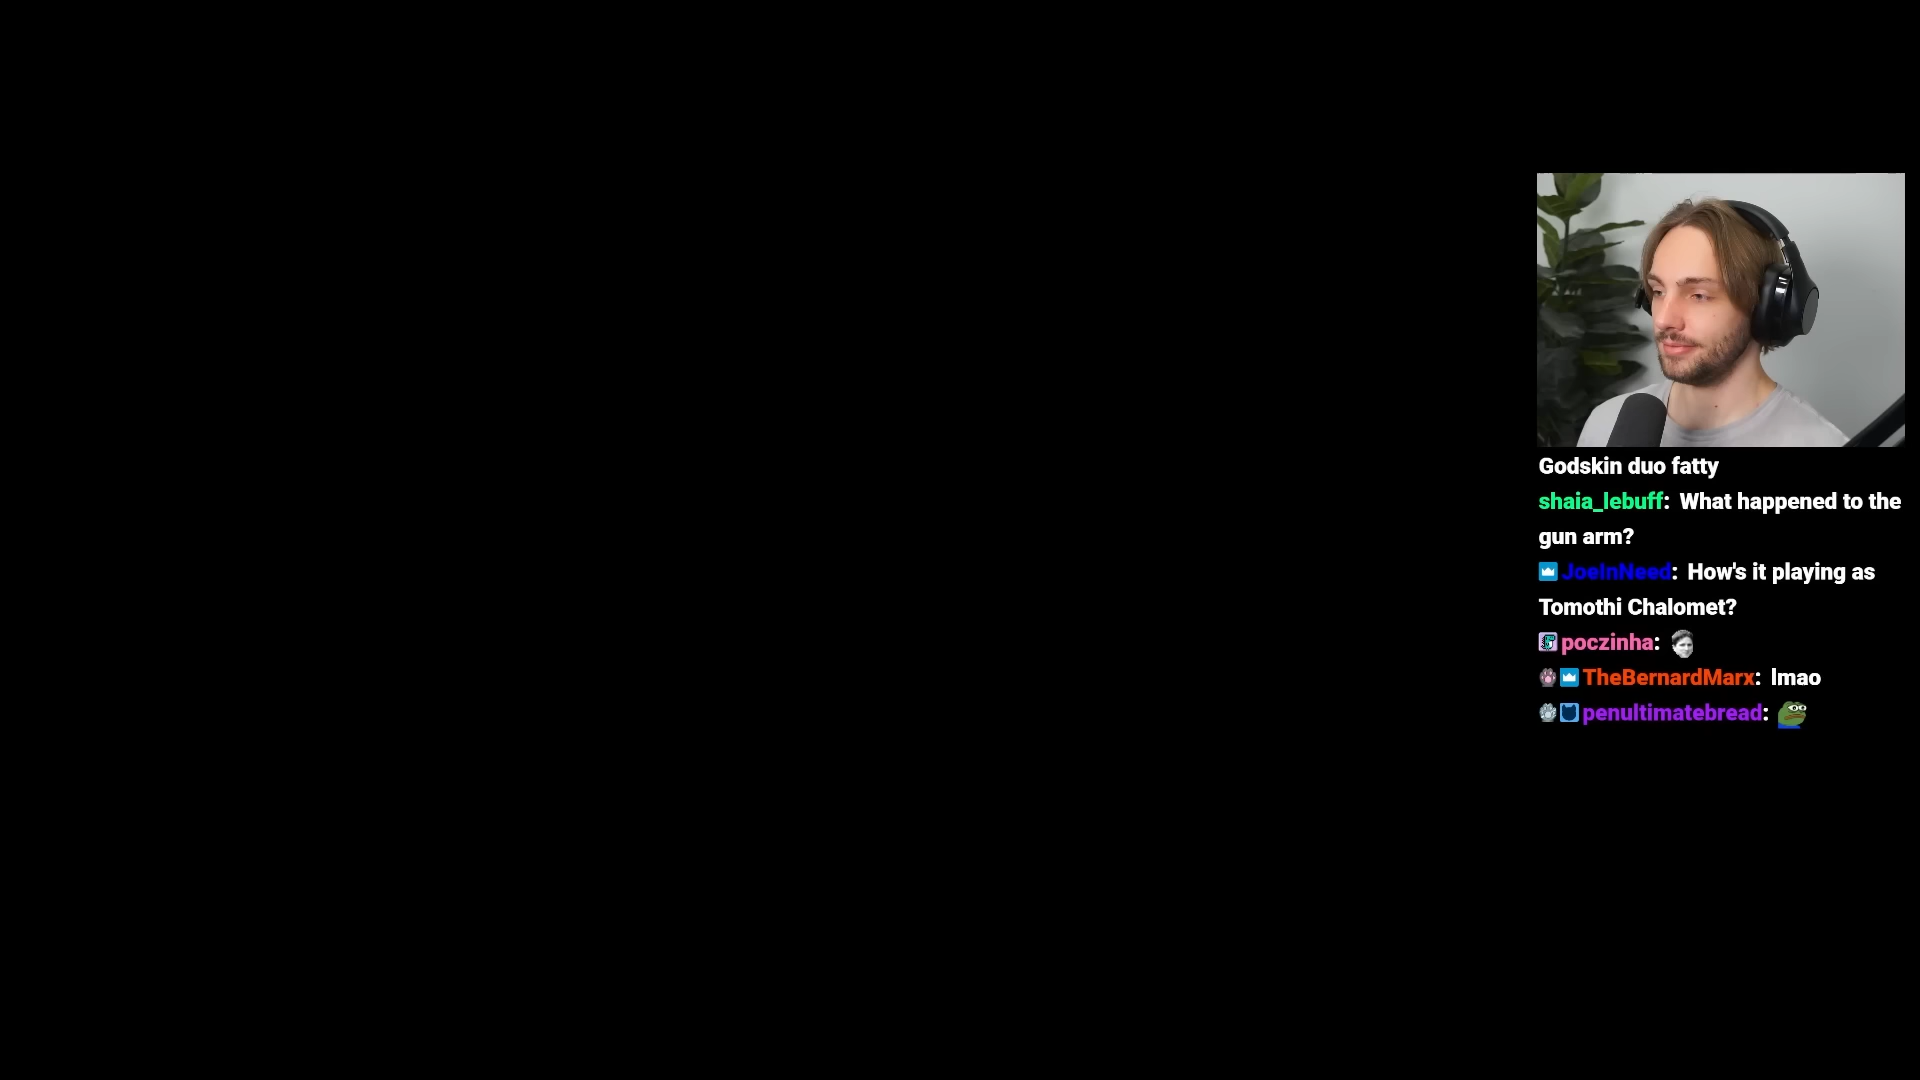 Godskin duo fatty
shaia_lebuff: What happened to the
gun arm?
JoeInNeed: How's it playing as
Tomothi Chalomet?
poczinha:
TheBernardMarx: lmao
penultimatebread: